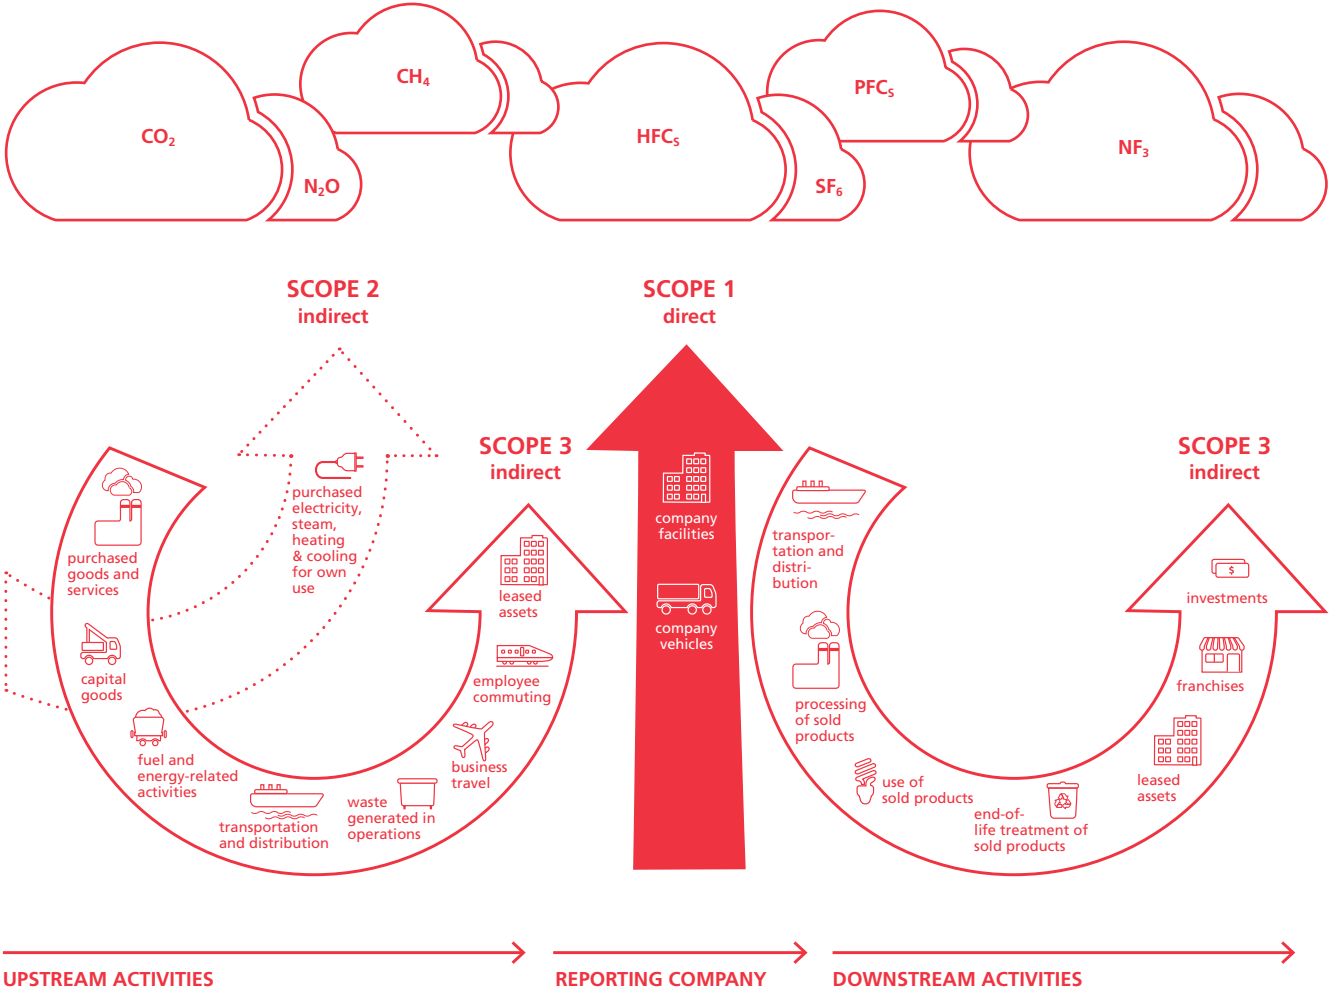 CO₂
N₂O
CH₄
HFCₛ
SF₆
PFCₛ
NF₃
SCOPE 2
indirect
SCOPE 1
direct
SCOPE 3
indirect
SCOPE 3
indirect
purchased
goods and
services
capital
goods
fuel and
energy-related
activities
transportation
and distribution
waste
generated in
operations
business
travel
employee
commuting
leased
assets
purchased
electricity,
steam,
heating
& cooling
for own
use
company
facilities
company
vehicles
transpor-
tation and
distri-
bution
processing
of sold
products
use of
sold products
end-of-
life treatment of
sold products
leased
assets
franchises
investments
$
UPSTREAM ACTIVITIES
REPORTING COMPANY
DOWNSTREAM ACTIVITIES